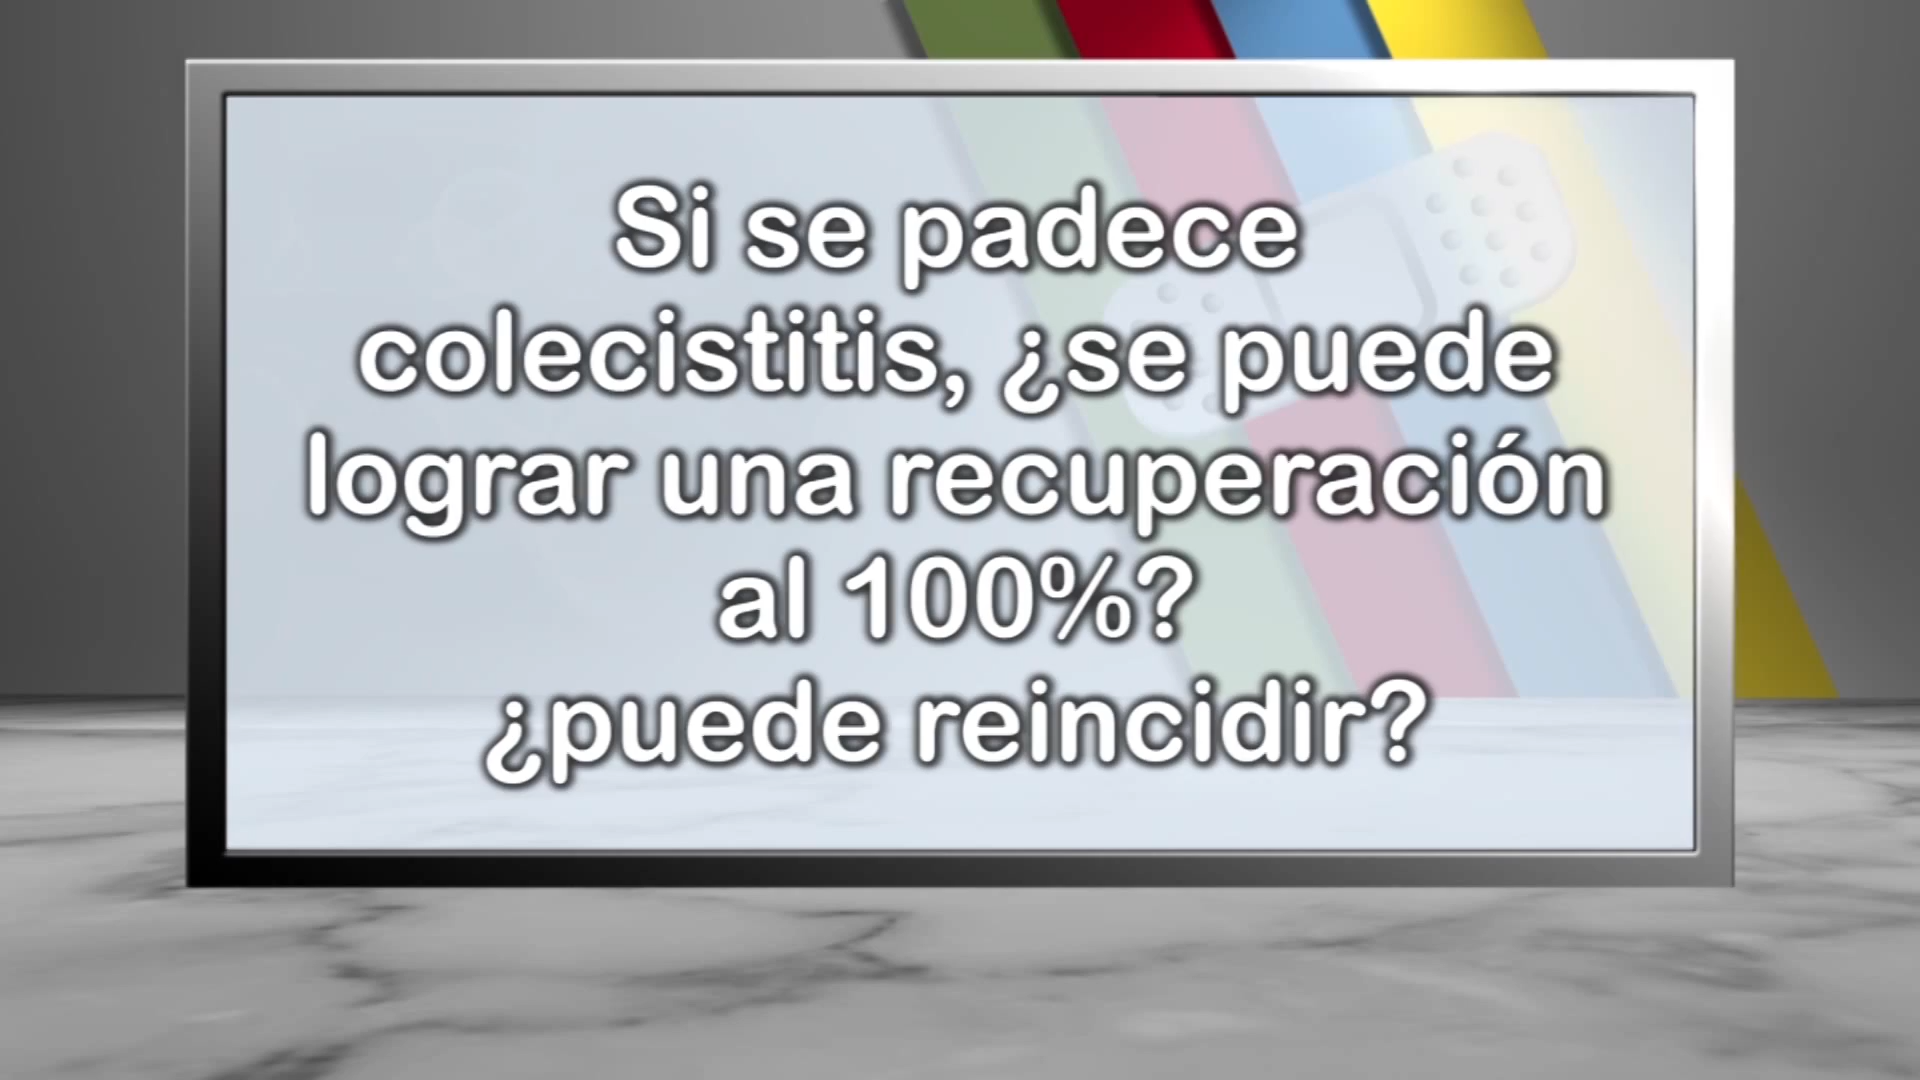 Si se padece
colecistitis, ¿se puede
lograr una recuperación
al 100%?
¿puede reincidir?